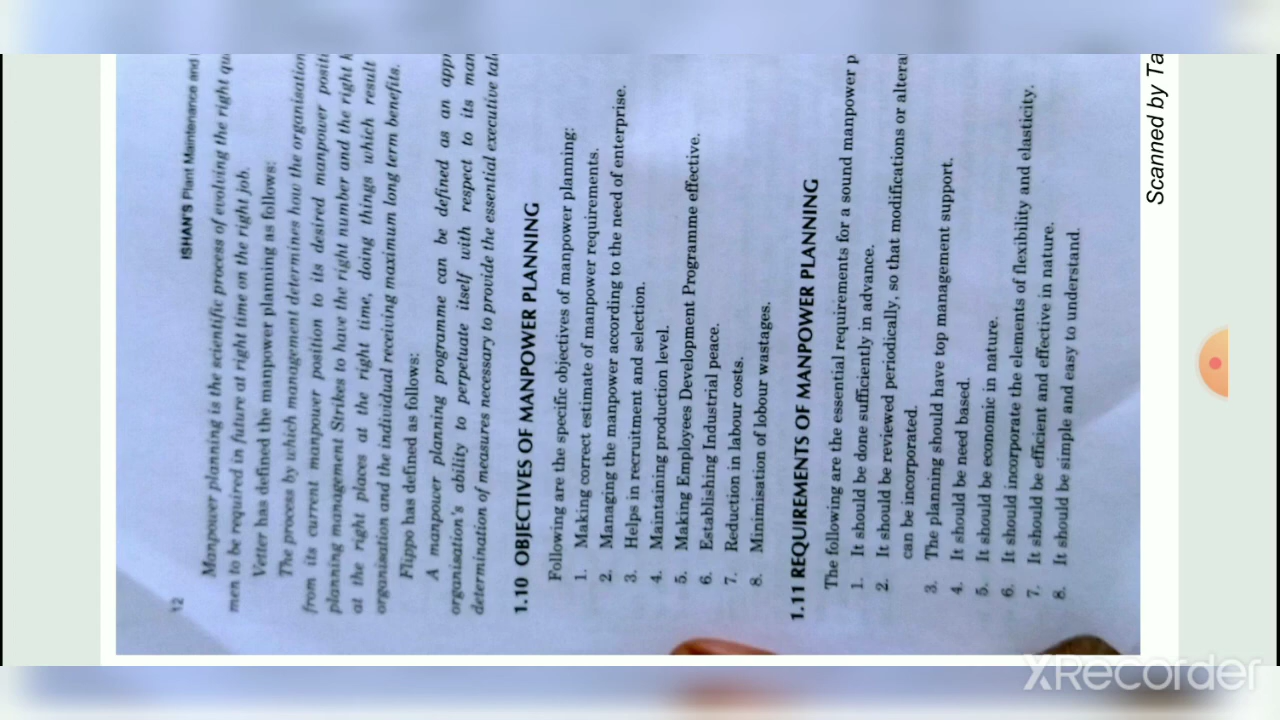 12
ISHAN'S Plant Maintenance and
Manpower planning is the scientific process of evolving the right
men to be required in future at right time on the right job.
Vetter has defined the manpower planning as follows:
The process by which management determines how the organisation
from its current manpower position to its desired manpower
planning management Strikes to have the right number and the right
at the right places at the right time, doing things which result
organisation and the individual receiving maximum long term benefits.
Flippo has defined as follows:
A manpower planning programme can be defined as an
organisation's ability to perpetuate itself with respect to its
determination of measures necessary to provide the essential executive
1.10 OBJECTIVES OF MANPOWER PLANNING
Following are the specific objectives of manpower planning:
1. Making correct estimate of manpower requirements.
2. Managing the manpower according to the need of enterprise.
3. Helps in recruitment and selection.
4. Maintaining production level.
5. Making Employees Development Programme effective.
6. Establishing Industrial peace.
7. Reduction in labour costs.
8. Minimisation of lobour wastages.
1.11 REQUIREMENTS OF MANPOWER PLANNING
The following are the essential requirements for a sound manpower p
1. It should be done sufficiently in advance.
2. It should be reviewed periodically, so that modifications or altera
can be incorporated.
3. The planning should have top management support.
4. It should be need based.
5. It should be economic in nature.
6. It should incorporate the elements of flexibility and elasticity.
7. It should be efficient and effective in nature.
8. It should be simple and easy to understand.
Scanned by Ta
XRecorder